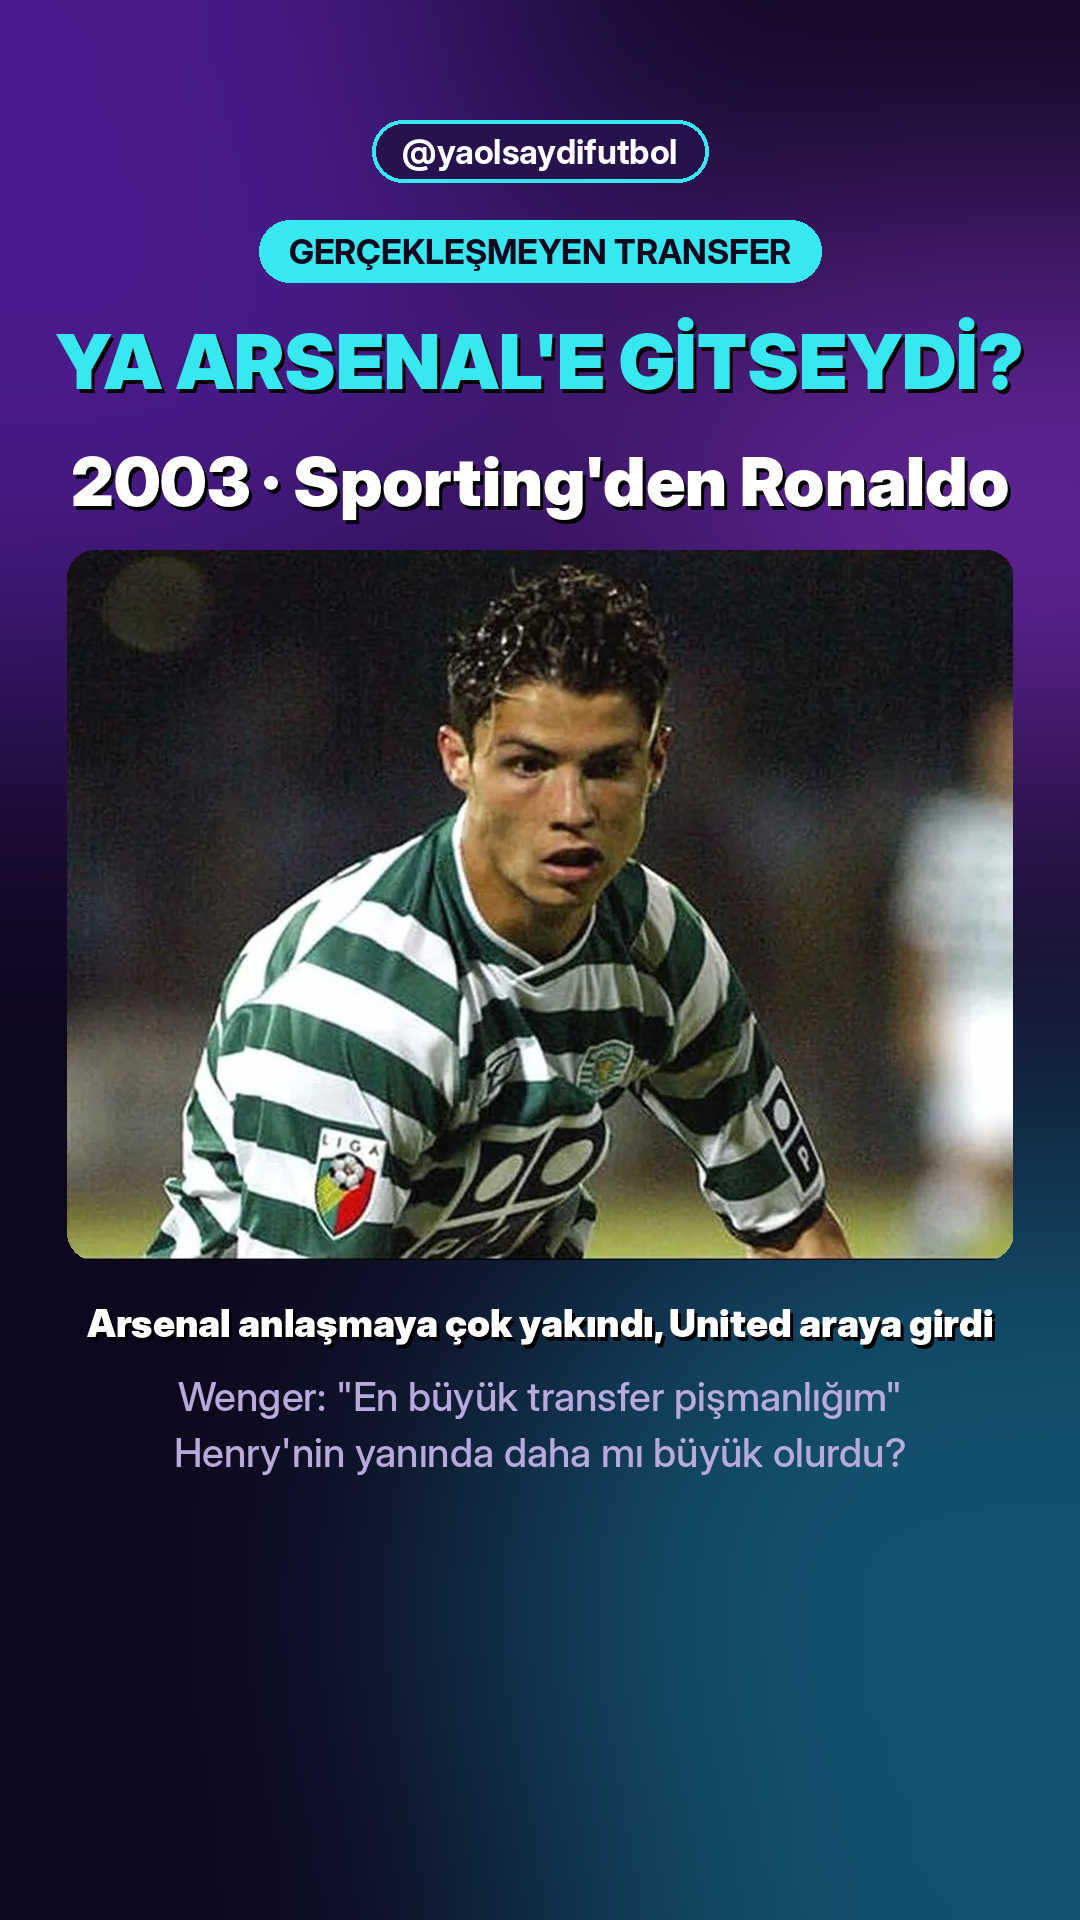 @yaolsaydifutbol
GERÇEKLEŞMEYEN TRANSFER
YA ARSENAL'E GİTSEYDİ?
2003 · Sporting'den Ronaldo
LIGA
Arsenal anlaşmaya çok yakındı, United araya girdi
Wenger: "En büyük transfer pişmanlığım"
Henry'nin yanında daha mı büyük olurdu?